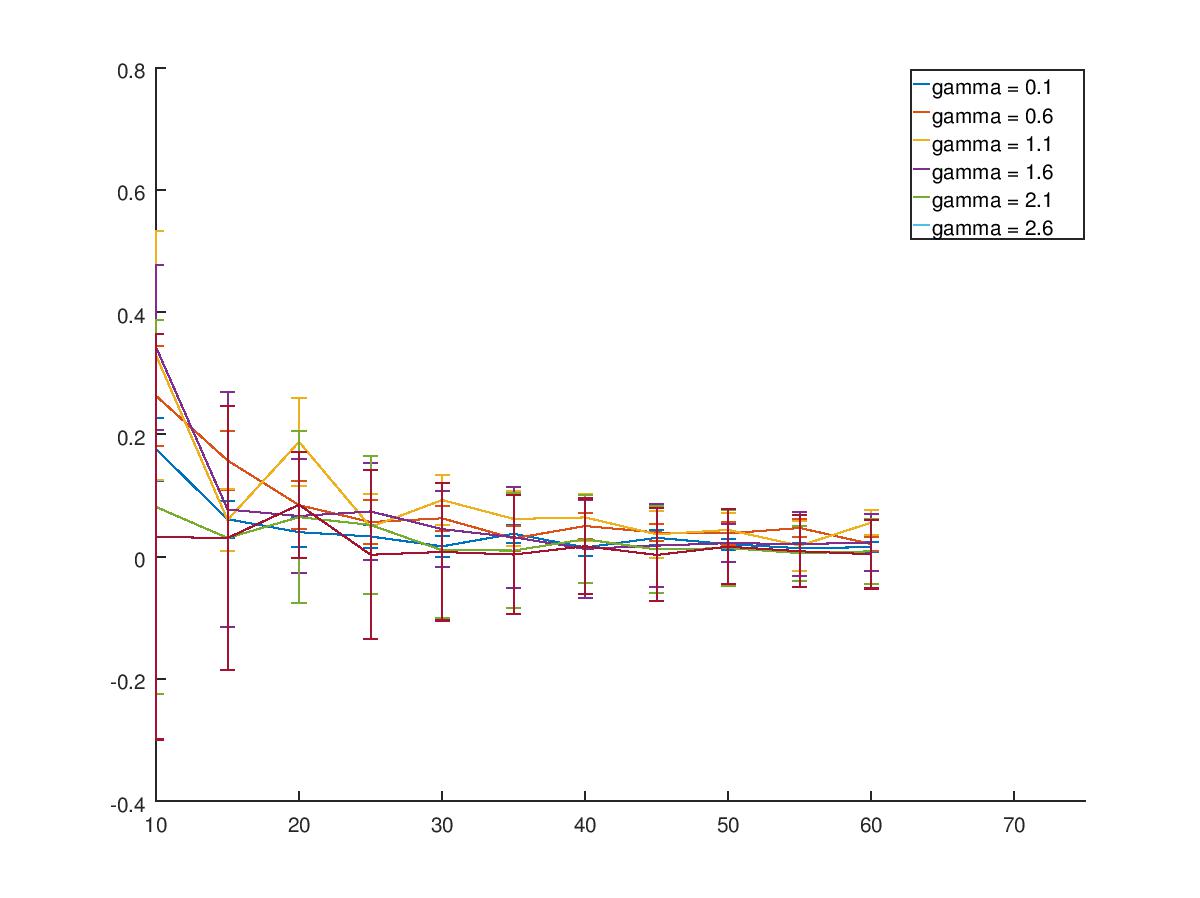 0.8
0.6
0.4
0.2
0
-0.2
-0.4
10 20 30 40 50 60 70
gamma = 0.1
gamma = 0.6
gamma = 1.1
gamma = 1.6
gamma = 2.1
gamma = 2.6